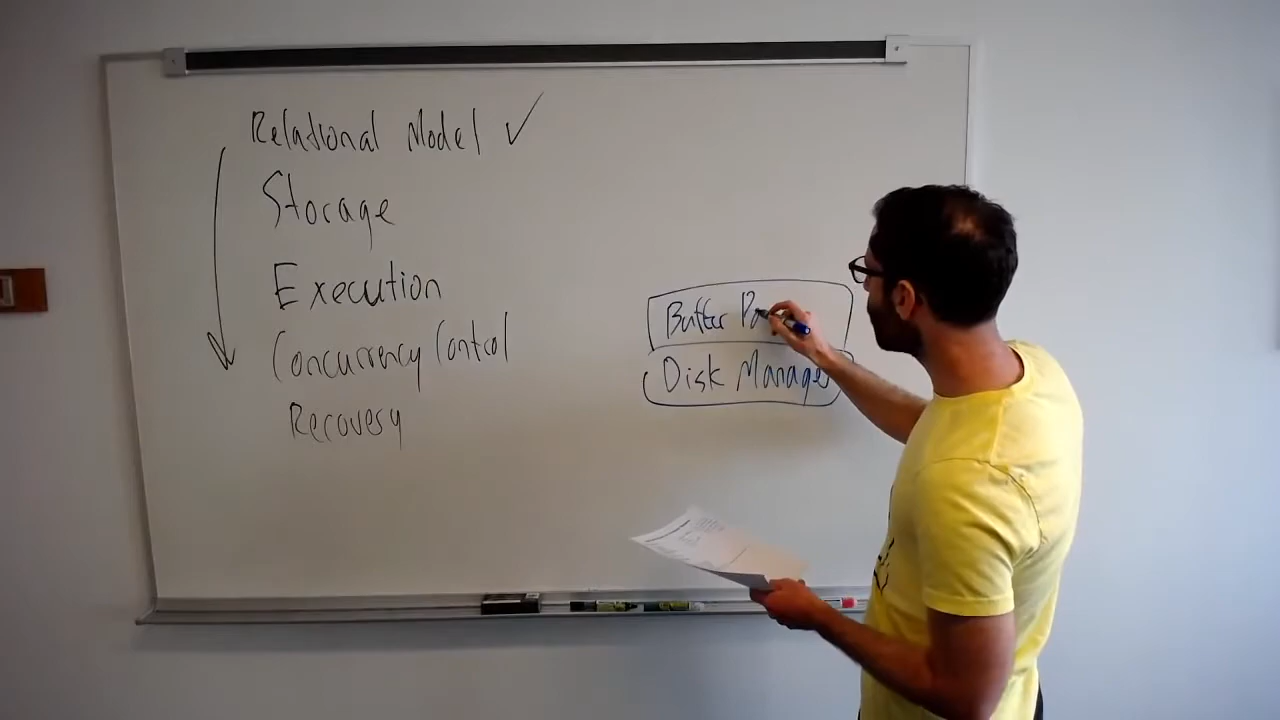 Relational Model ✓
Storage
Execution
Concurrency Control
Recovery
Buffer
Disk Manager